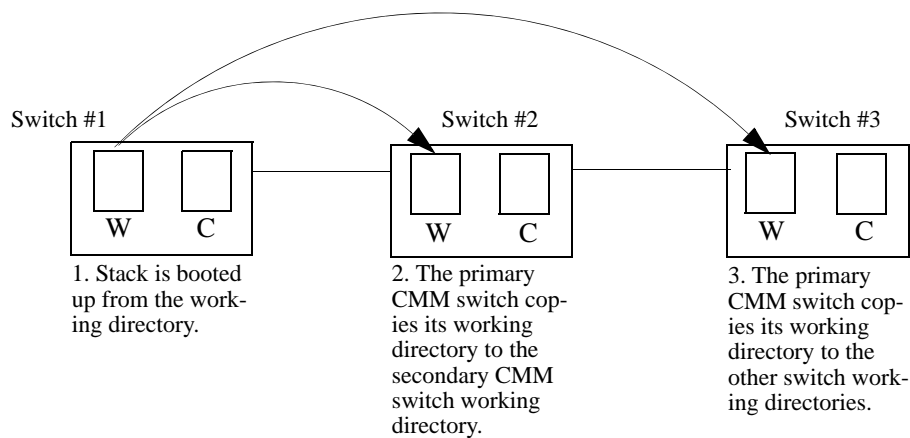 Switch #1
Switch #2
Switch #3
W
C
W
C
W
C
1. Stack is booted
up from the work-
ing directory.
2. The primary
CMM switch cop-
ies its working
directory to the
secondary CMM
switch working
directory.
3. The primary
CMM switch cop-
ies its working
directory to the
other switch work-
ing directories.